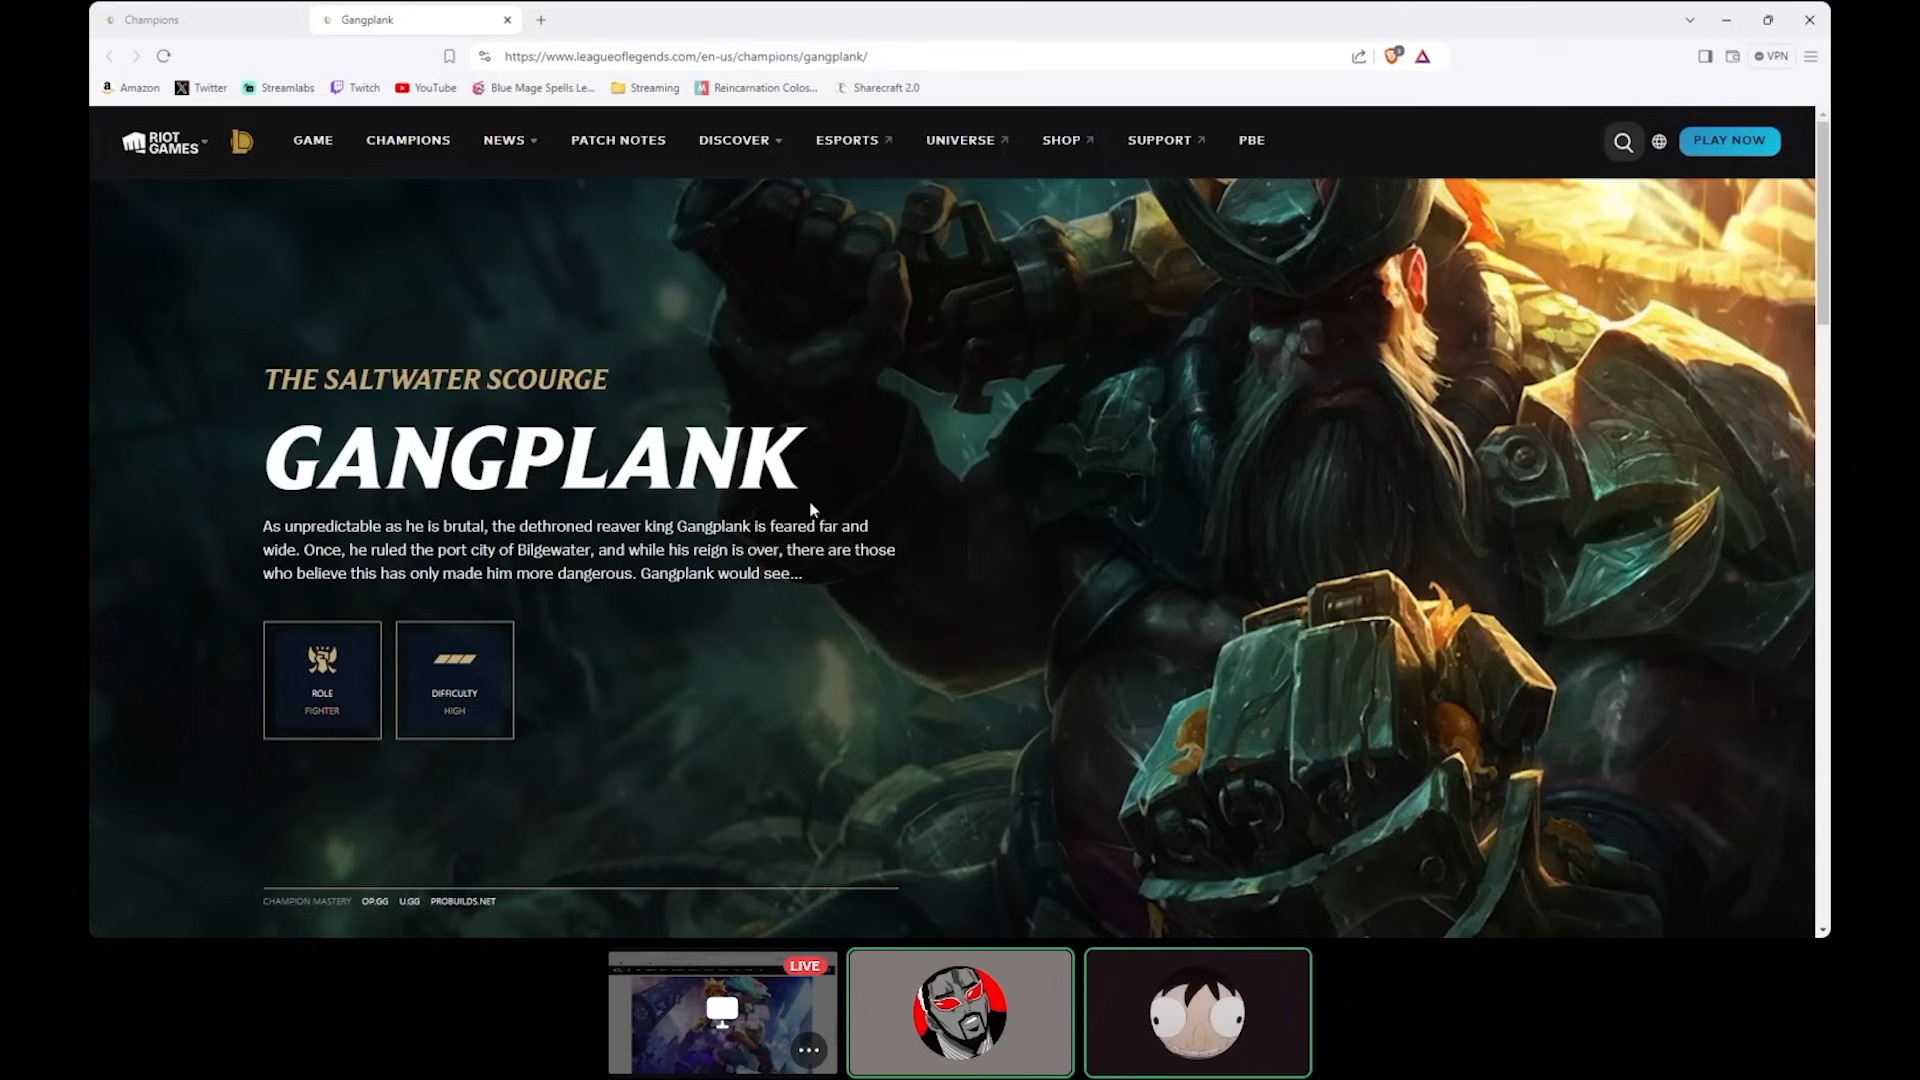 Champions
Gangplank
https://www.leagueoflegends.com/en-us/champions/gangplank/
VPN
Amazon
Twitter
Streamlabs
Twitch
YouTube
Blue Mage Spells Le...
Streaming
Reincarnation Colos...
Sharecraft 2.0
RIOT
GAMES
GAME
CHAMPIONS
NEWS
PATCH NOTES
DISCOVER
ESPORTS
UNIVERSE
SHOP
SUPPORT
PBE
PLAY NOW
THE SALTWATER SCOURGE
GANGPLANK
As unpredictable as he is brutal, the dethroned reaver king Gangplank is feared far and
wide. Once, he ruled the port city of Bilgewater, and while his reign is over, there are those
who believe this has only made him more dangerous. Gangplank would see...
ROLE
FIGHTER
DIFFICULTY
HIGH
CHAMPION MASTERY OP.GG U.GG PROBUILDS.NET
LIVE